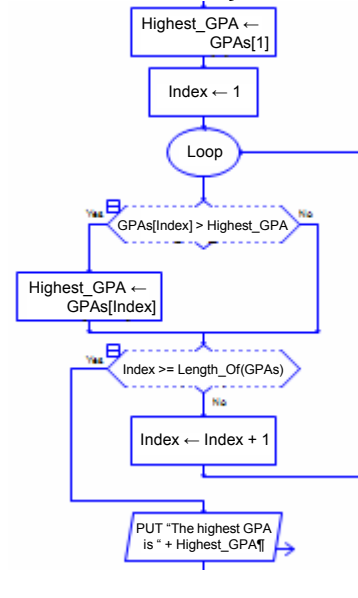 Highest_GPA ←
GPAs[1]
Index ← 1
Loop
Yes
No
GPAs[Index] > Highest_GPA
Highest_GPA ←
GPAs[Index]
Yes
Index >= Length_Of(GPAs)
No
Index ← Index + 1
PUT “The highest GPA
is “ + Highest_GPA¶